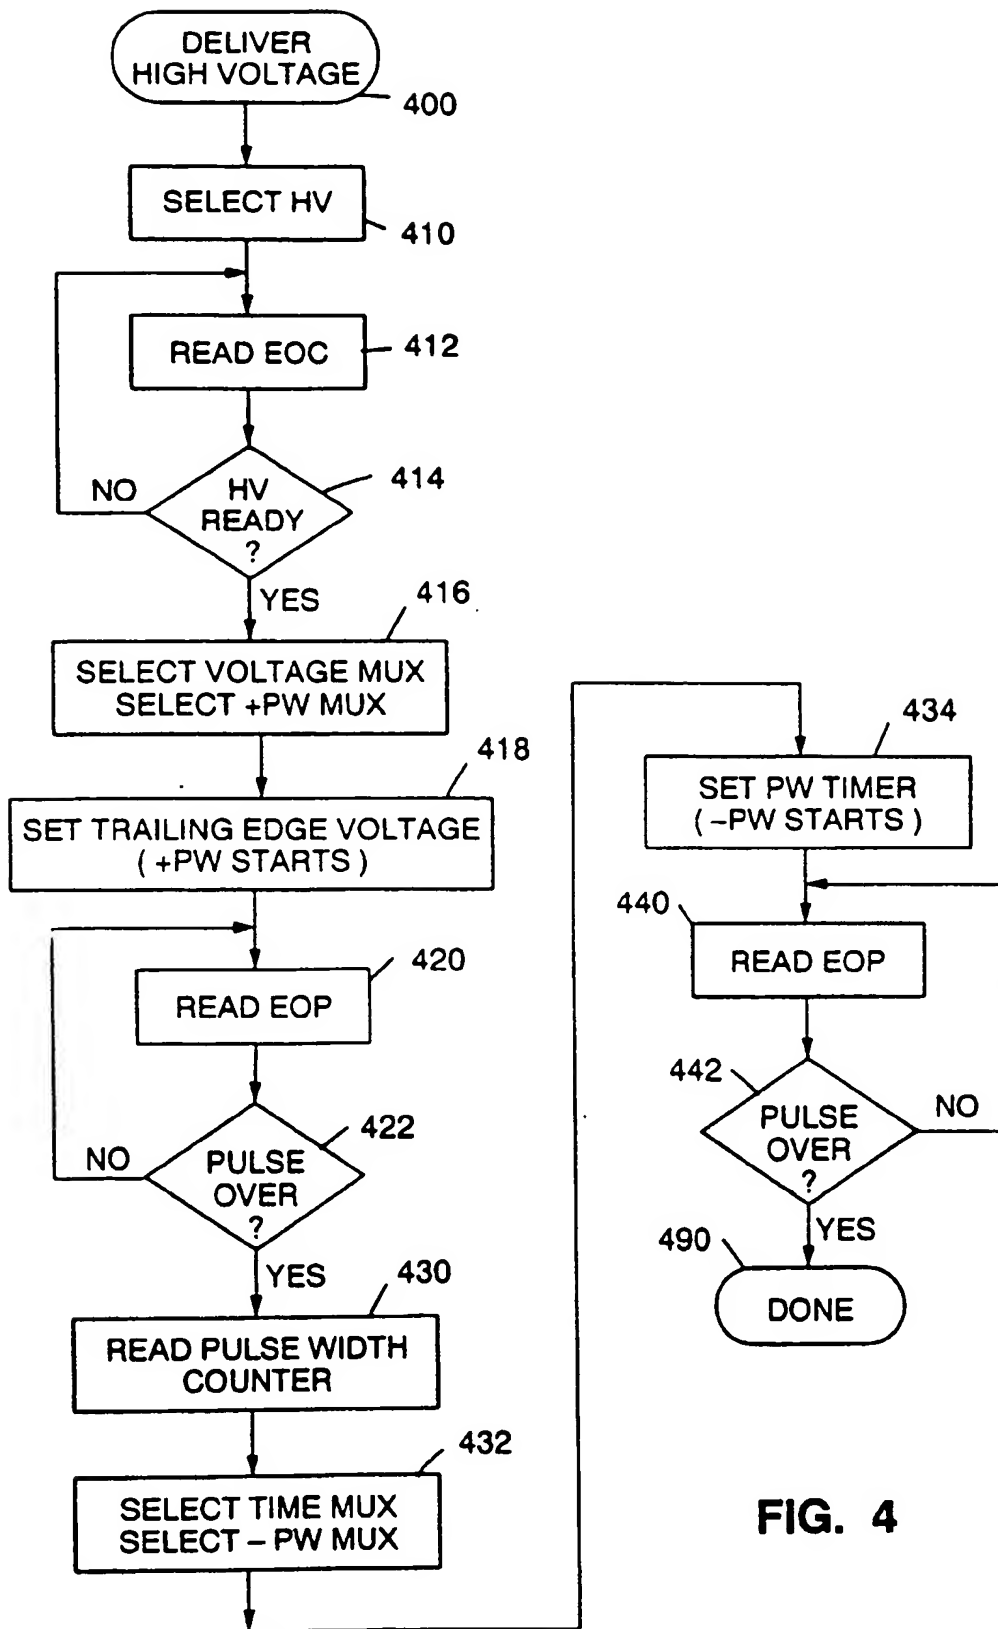 DELIVER
HIGH VOLTAGE
400
SELECT HV
410
READ EOC
412
HV
READY
?
414
NO
YES
416
SELECT VOLTAGE MUX
SELECT +PW MUX
418
SET TRAILING EDGE VOLTAGE
( +PW STARTS )
420
READ EOP
422
PULSE
OVER
?
NO
YES
430
READ PULSE WIDTH
COUNTER
432
SELECT TIME MUX
SELECT – PW MUX
434
SET PW TIMER
( –PW STARTS )
440
READ EOP
442
PULSE
OVER
?
NO
YES
490
DONE
FIG. 4